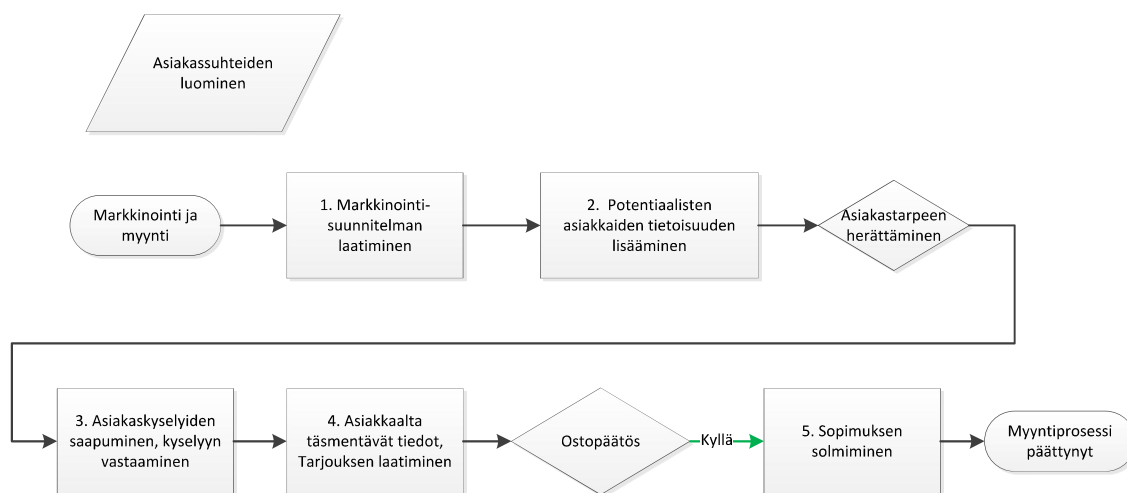 Asiakassuhteiden
luominen
Markkinointi ja
myynti
1. Markkinointi-
suunnitelman
laatiminen
2. Potentiaalisten
asiakkaiden tietoisuuden
lisääminen
Asiakastarpeen
herättäminen
3. Asiakaskyselyiden
saapuminen, kyselyyn
vastaaminen
4. Asiakkaalta
täsmentävät tiedot,
Tarjouksen laatiminen
Ostopäätös
Kyllä
5. Sopimuksen
solmiminen
Myyntiprosessi
päättynyt